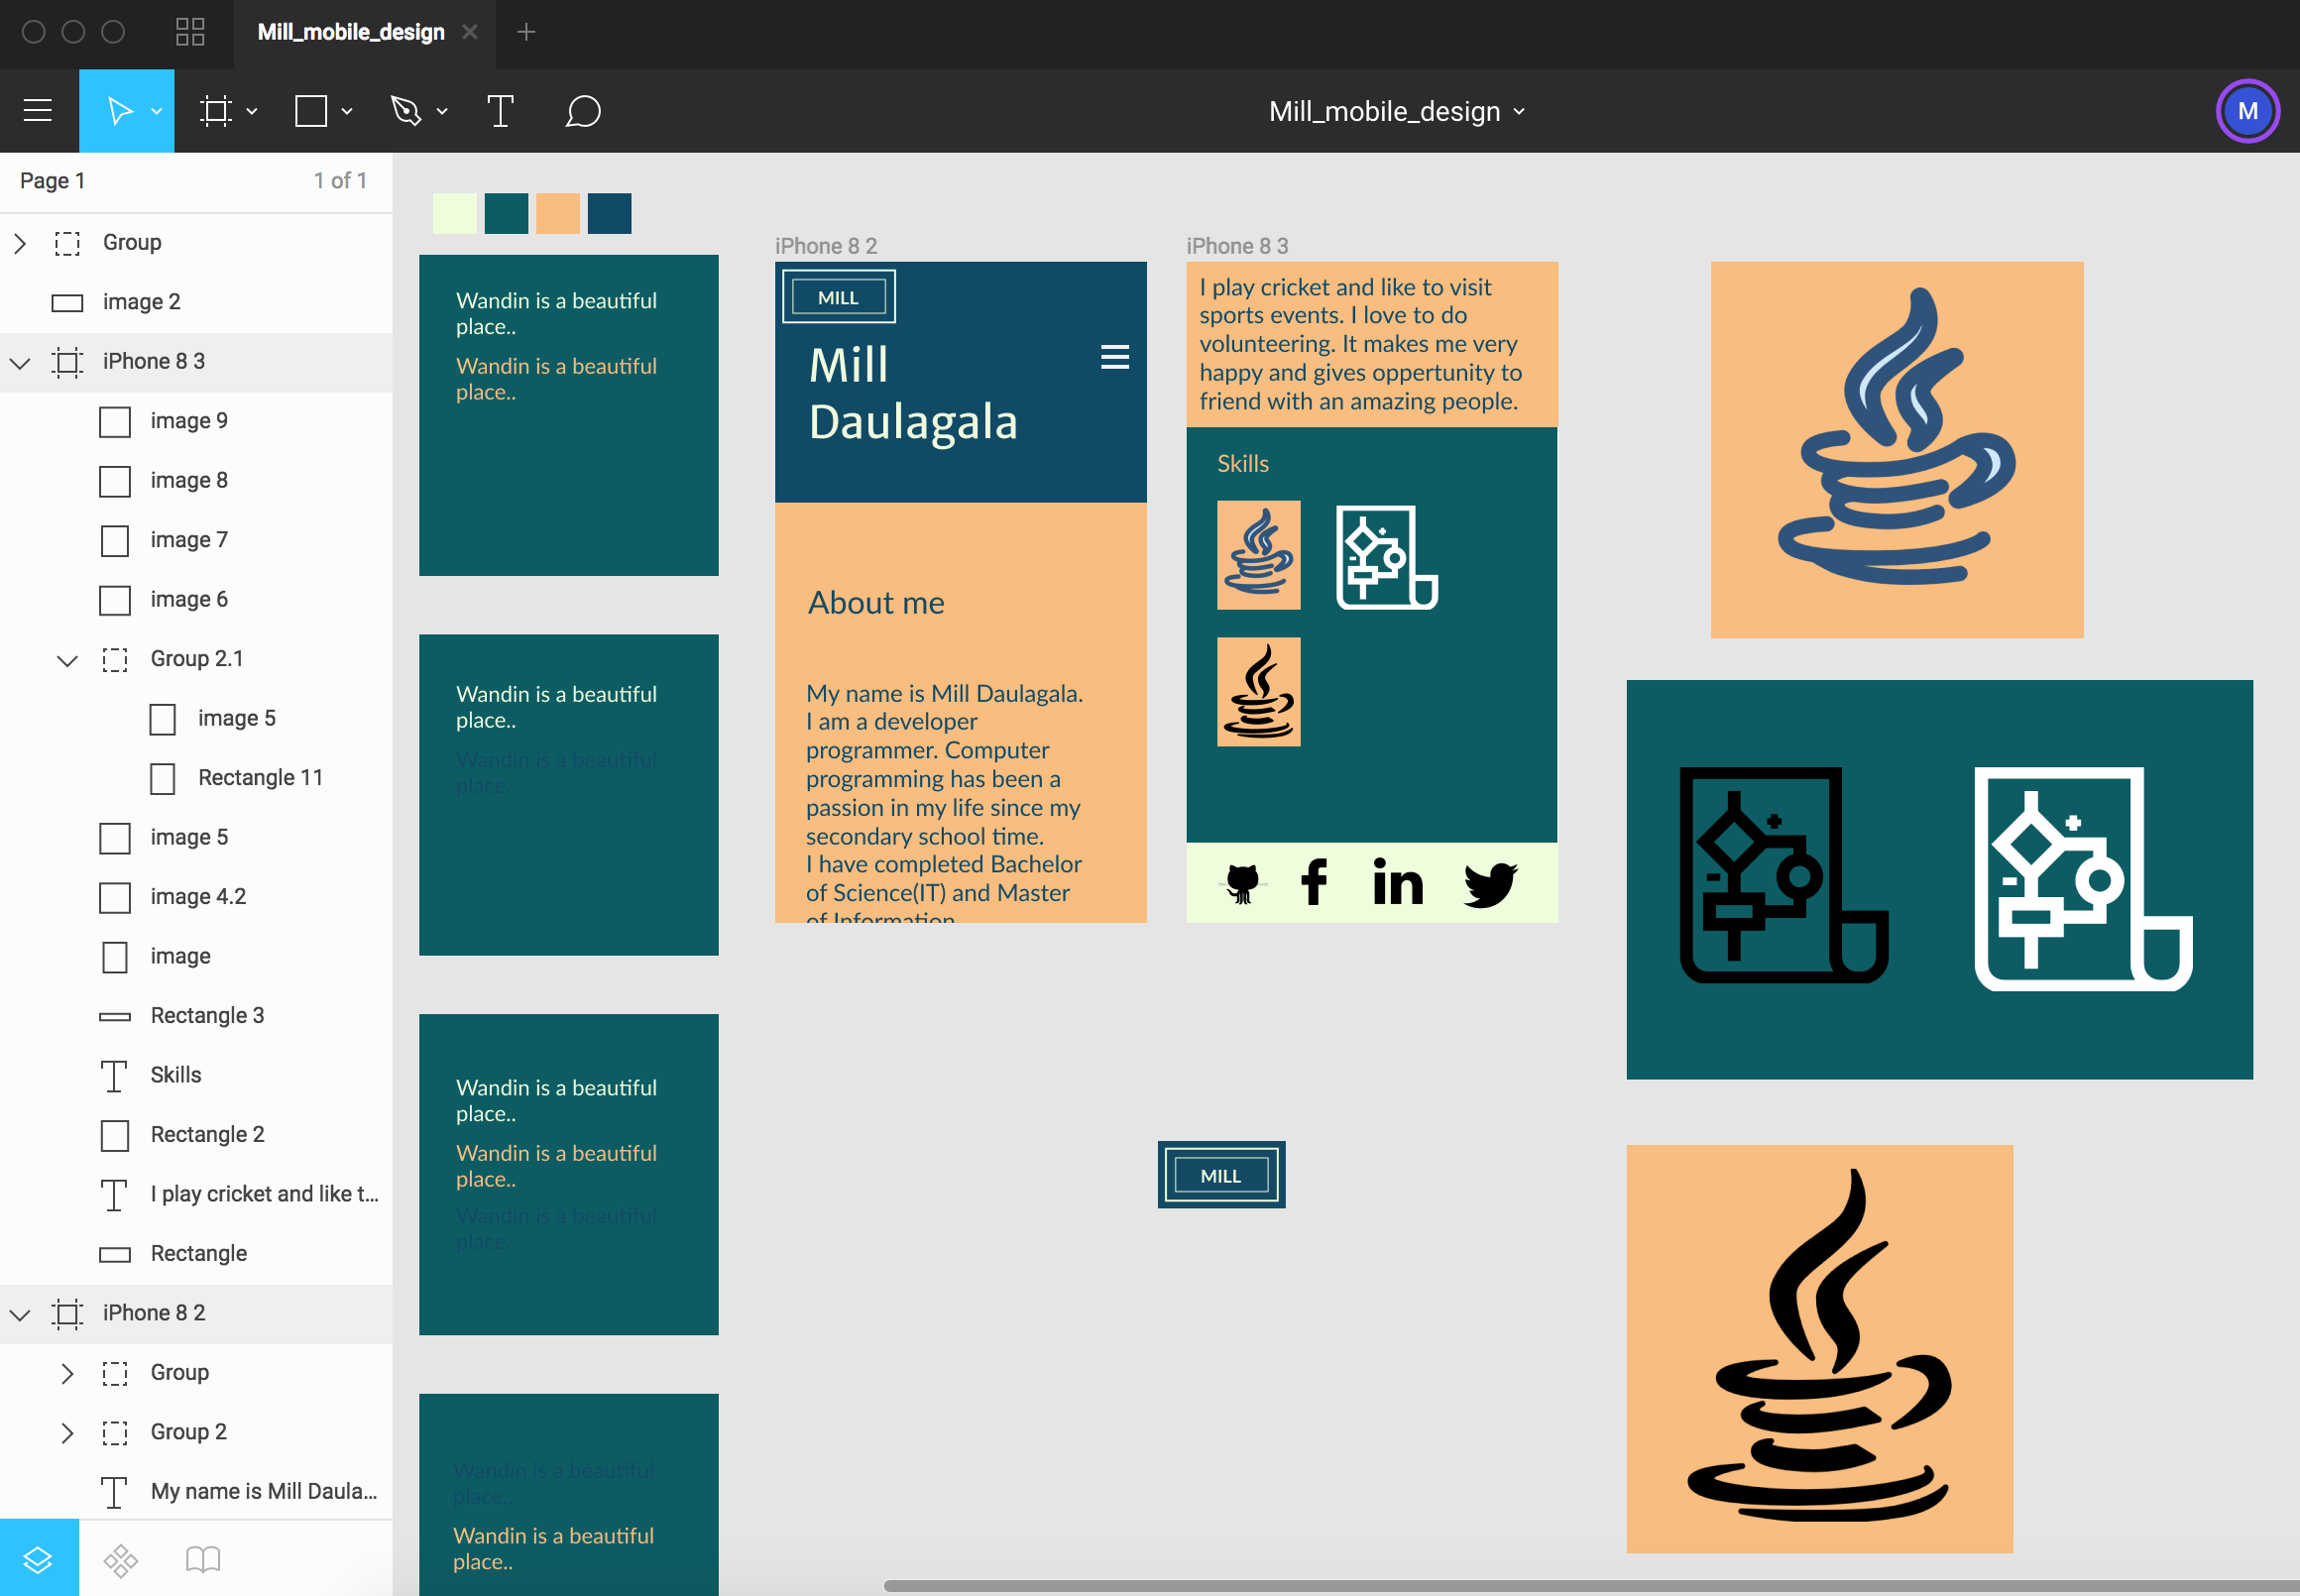 Mill_mobile_design
Mill_mobile_design
M
Page 1
1 of 1
Group
image 2
iPhone 8 3
image 9
image 8
image 7
image 6
Group 2.1
image 5
Rectangle 11
image 5
image 4.2
image
Rectangle 3
Skills
Rectangle 2
I play cricket and like t...
Rectangle
iPhone 8 2
Group
Group 2
My name is Mill Daula...
Wandin is a beautiful
place..
Wandin is a beautiful
place..
Wandin is a beautiful
place..
Wandin is a beautiful
place..
Wandin is a beautiful
place..
Wandin is a beautiful
place..
Wandin is a beautiful
place..
Wandin is a beautiful
place..
Wandin is a beautiful
place..
iPhone 8 2
MILL
Mill
Daulagala
About me
My name is Mill Daulagala.
I am a developer
programmer. Computer
programming has been a
passion in my life since my
secondary school time.
I have completed Bachelor
of Science(IT) and Master
of Information
iPhone 8 3
I play cricket and like to visit
sports events. I love to do
volunteering. It makes me very
happy and gives oppertunity to
friend with an amazing people.
Skills
f
in
MILL